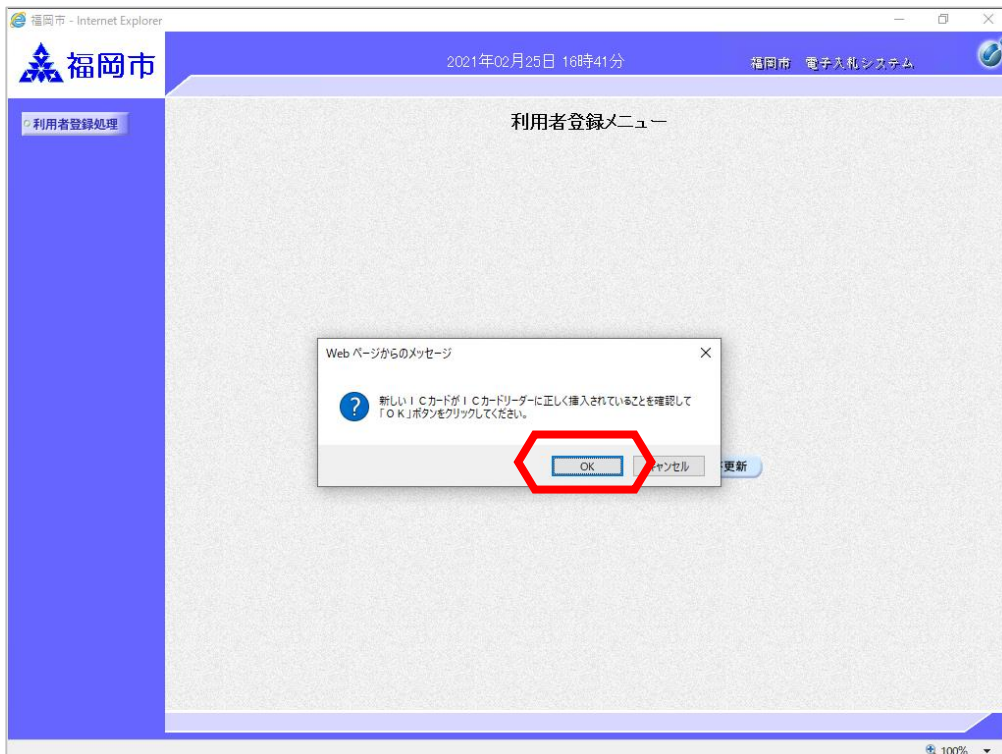 福岡市 - Internet Explorer
福岡市
2021年02月25日 16時41分
福岡市 電子入札システム
利用者登録処理
利用者登録メニュー
Web ページからのメッセージ
新しいＩＣカードがＩＣカードリーダーに正しく挿入されていることを確認して
「ＯＫ」ボタンをクリックしてください。
OK
ャンセル
更新
100%